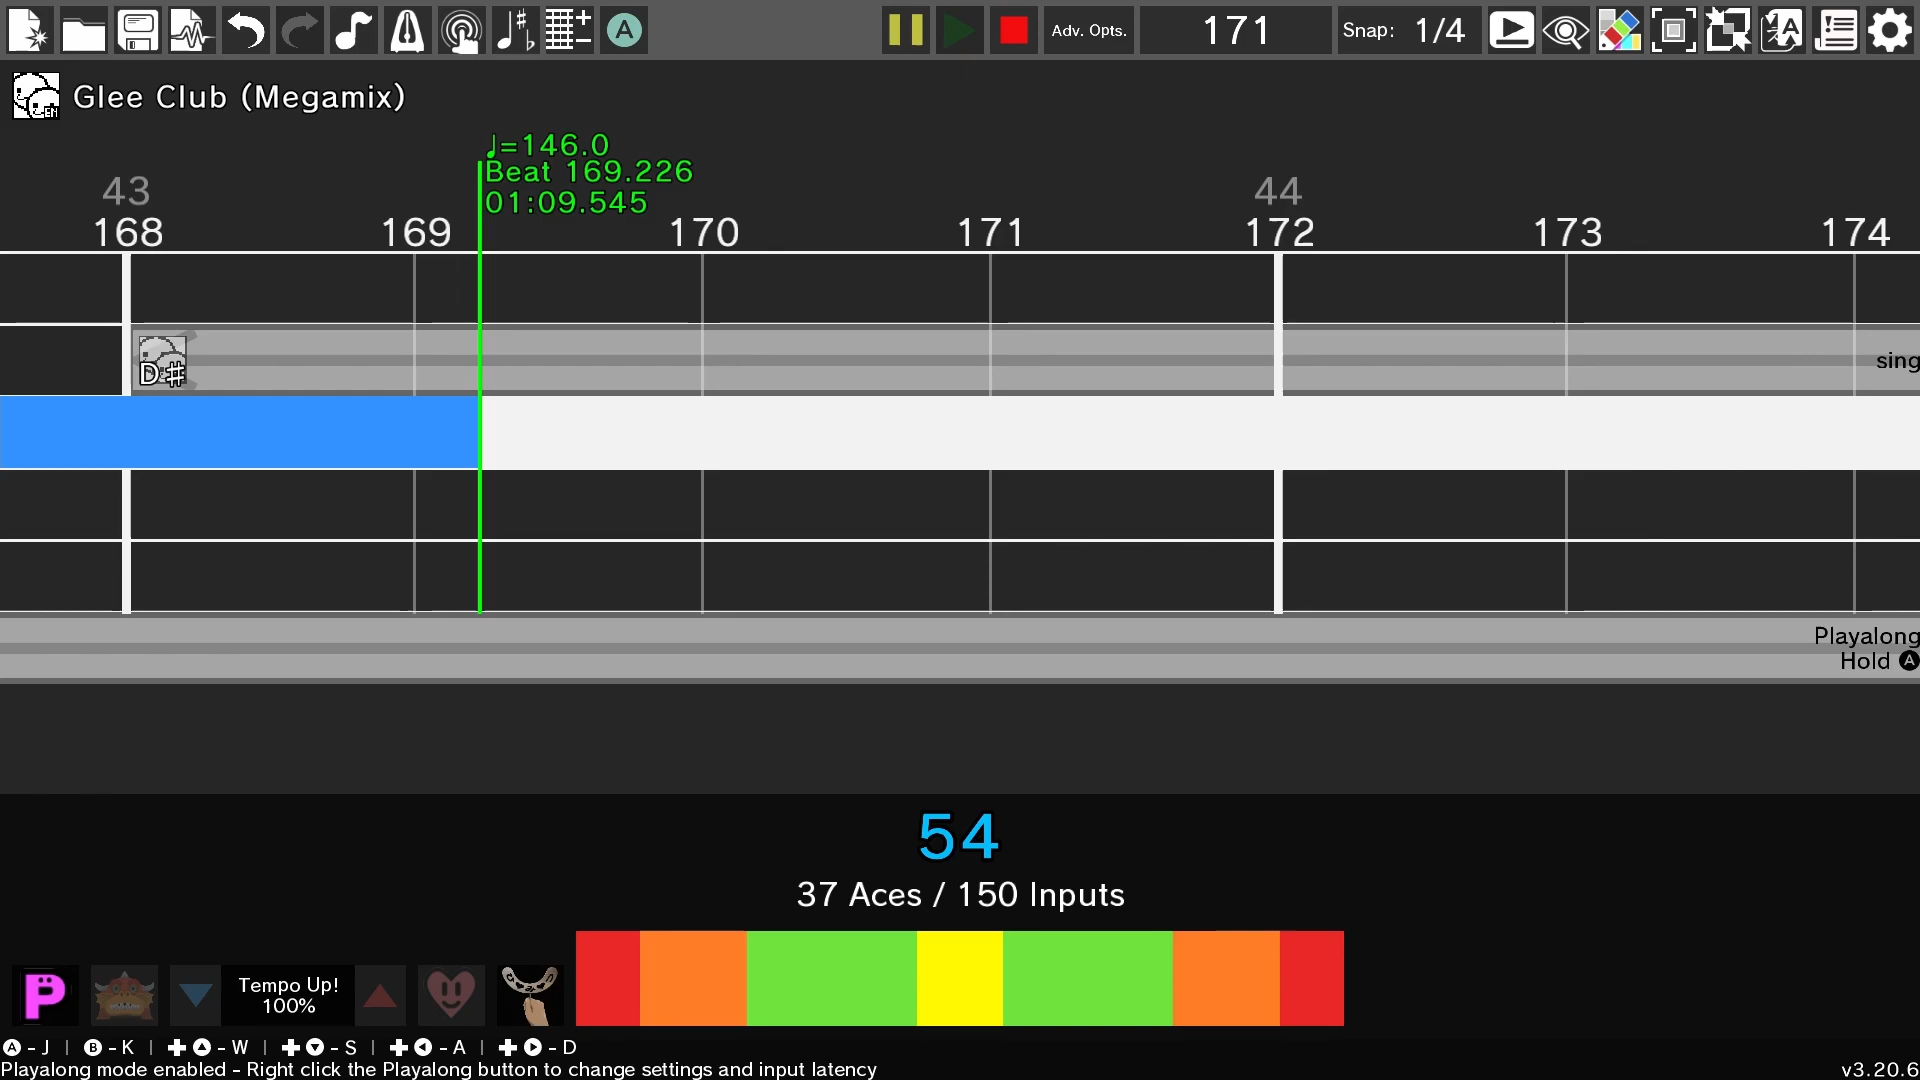 A
Adv. Opts.
171
Snap: 1/4
A
EN
Glee Club (Megamix)
♩=146.0
Beat 169.226
01:09.545
43
44
168
169
170
171
172
173
174
D#
sing
Playalong
Hold A
54
37 Aces / 150 Inputs
P
Tempo Up!
100%
A - J | B - K | ✚▲ - W | ✚▼ - S | ✚◀ - A | ✚▶ - D
Playalong mode enabled - Right click the Playalong button to change settings and input latency
v3.20.6